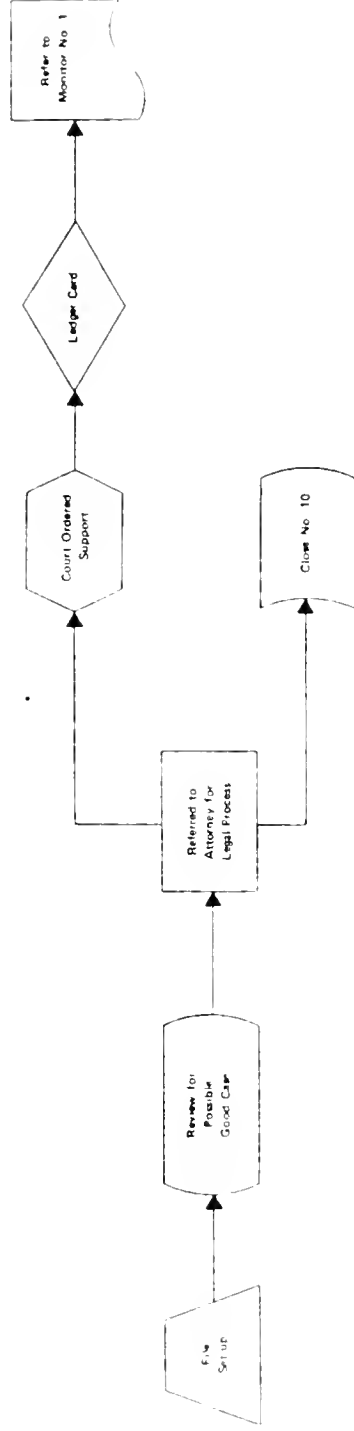 File
Set up
Review for
Possible
Good Case
Referred to
Attorney for
Legal Process
Court Ordered
Support
Ledger Card
Refer to
Monitor No. 1
Close No. 10